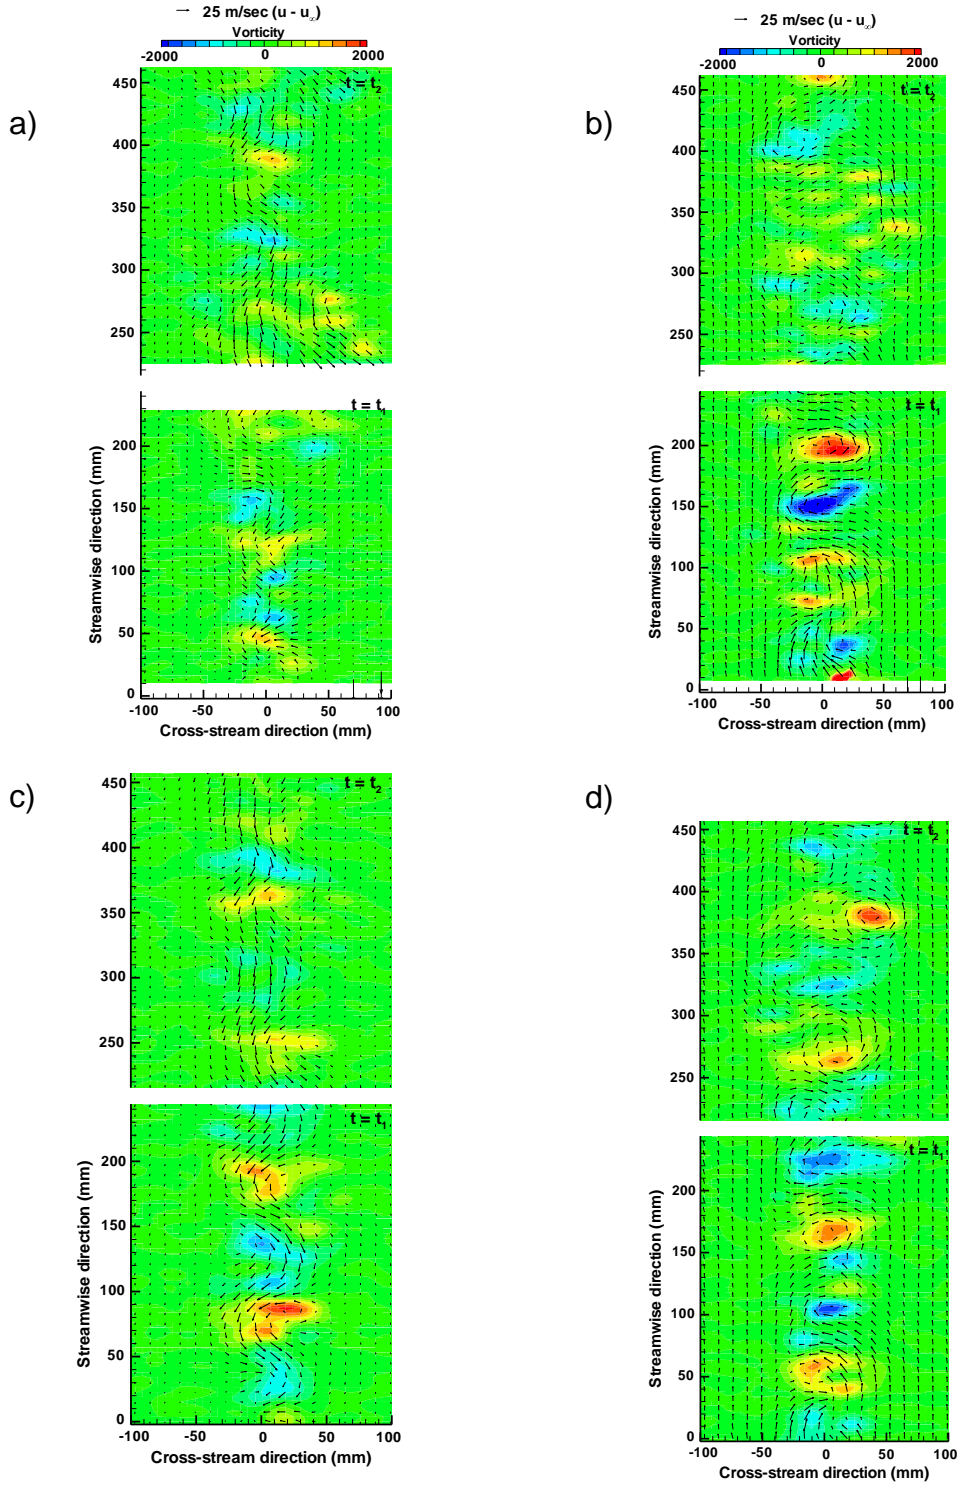 25 m/sec (u - u∞)
Vorticity
-2000 0 2000
a)
t = t2
450
400
350
300
250
t = t1
200
150
100
50
0
Streamwise direction (mm)
-100 -50 0 50 100
Cross-stream direction (mm)
25 m/sec (u - u∞)
Vorticity
-2000 0 2000
b)
t = t2
450
400
350
300
250
t = t1
200
150
100
50
0
Streamwise direction (mm)
-100 -50 0 50 100
Cross-stream direction (mm)
c)
t = t2
450
400
350
300
250
t = t1
200
150
100
50
0
Streamwise direction (mm)
-100 -50 0 50 100
Cross-stream direction (mm)
d)
t = t2
450
400
350
300
250
t = t1
200
150
100
50
0
Streamwise direction (mm)
-100 -50 0 50 100
Cross-stream direction (mm)